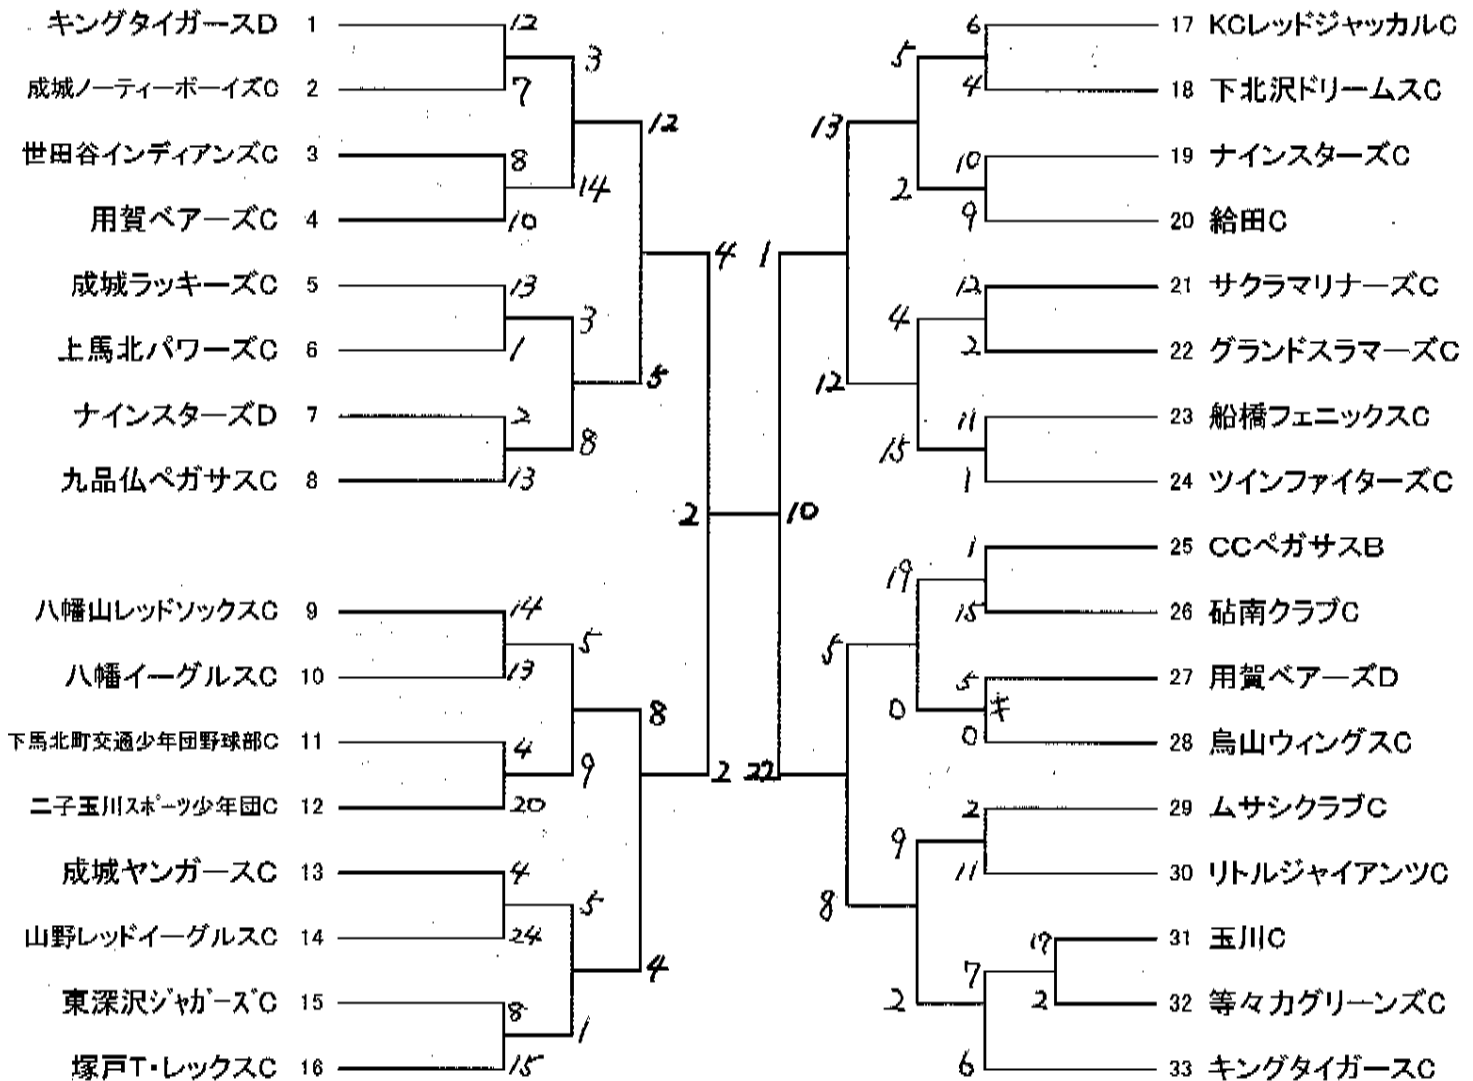 キングタイガースD 1 12
3
成城ノーティーボーイズC 2 7
12
世田谷インディアンズC 3 8
14
用賀ベアーズC 4 10
4
成城ラッキーズC 5 13
3
上馬北パワーズC 6 1
5
ナインスターズD 7 2
8
九品仏ペガサスC 8 13
2
八幡山レッドソックスC 9 14
5
八幡イーグルスC 10 13
8
下馬北町交通少年団野球部C 11 4
9
二子玉川スポーツ少年団C 12 20
2
成城ヤンガースC 13 4
5
山野レッドイーグルスC 14 24
4
東深沢ジャガーズC 15 8
1
塚戸T・レックスC 16 15
6 17 KCレッドジャッカルC
5
4 18 下北沢ドリームスC
13
10 19 ナインスターズC
2
9 20 給田C
1
12 21 サクラマリナーズC
4
2 22 グランドスラマーズC
12
11 23 船橋フェニックスC
15
1 24 ツインファイターズC
10
1 25 CCペガサスB
19
15 26 砧南クラブC
5
5 27 用賀ベアーズD
0 キ
0 28 烏山ウィングスC
22
2 29 ムサシクラブC
9
11 30 リトルジャイアンツC
8
17 31 玉川C
7
2 32 等々力グリーンズC
2
6 33 キングタイガースC